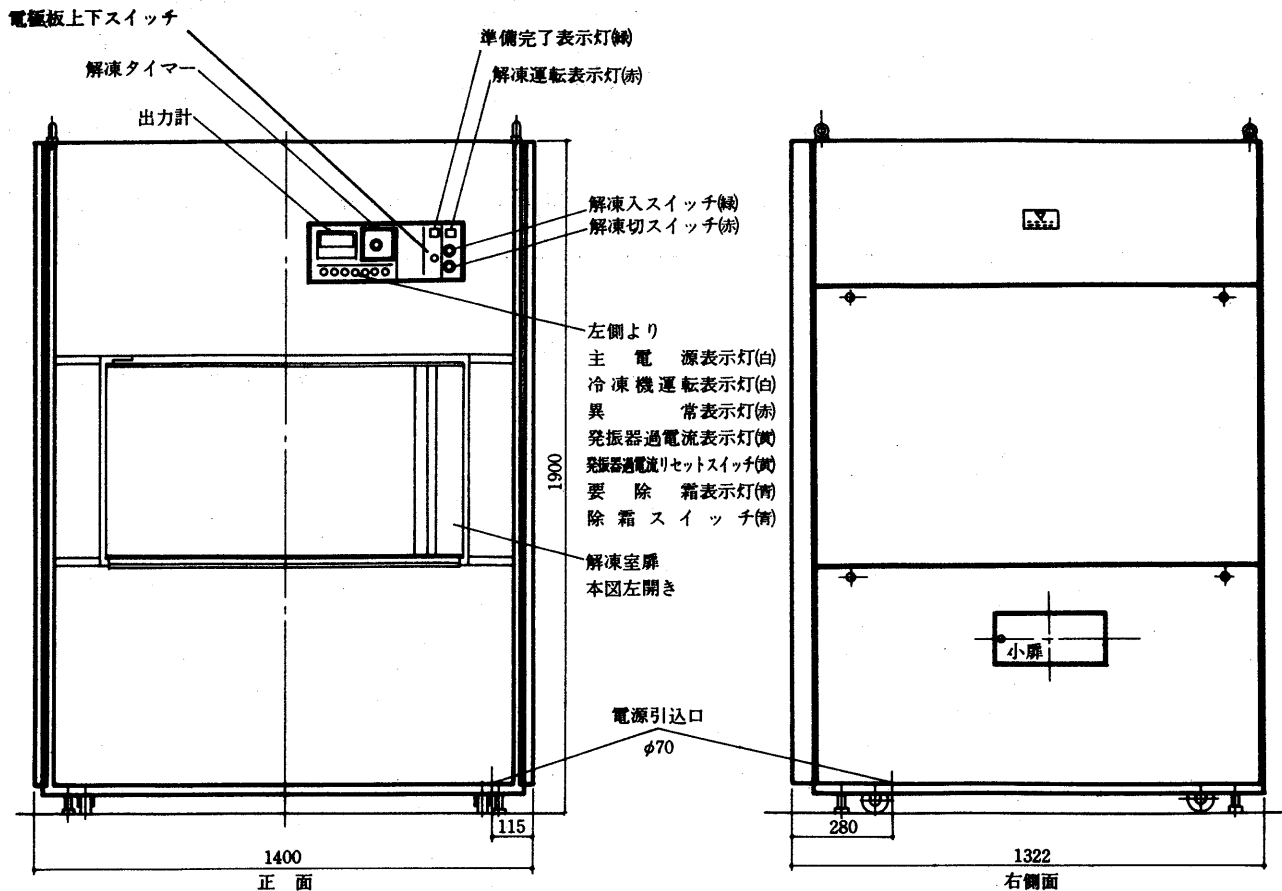 電極板上下スイッチ
解凍タイマー
出力計
準備完了表示灯(緑)
解凍運転表示灯(赤)
解凍入スイッチ(緑)
解凍切スイッチ(赤)
左側より
主電源表示灯(白)
冷凍機運転表示灯(白)
異常表示灯(赤)
発振器過電流表示灯(黄)
発振器過電流リセットスイッチ(黄)
要除霜表示灯(青)
除霜スイッチ(青)
解凍室扉
本図左開き
1900
電源引込口
φ70
115
1400
正面
小扉
280
1322
右側面